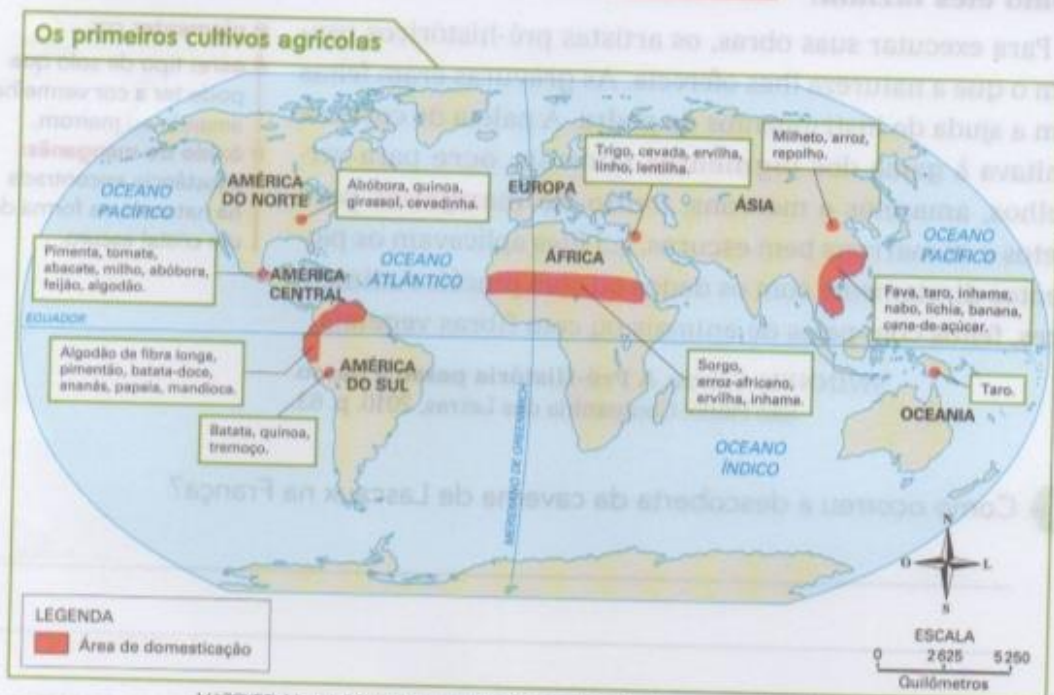 Os primeiros cultivos agrícolas
OCEANO
PACÍFICO
AMÉRICA
DO NORTE
Abóbora, quinoa,
girassol, cevadinha.
EUROPA
Trigo, cevada, ervilha,
linho, lentilha.
Milheto, arroz,
repolho.
ÁSIA
Pimenta, tomate,
abacate, milho, abóbora,
feijão, algodão.
AMÉRICA
CENTRAL
OCEANO
ATLÂNTICO
ÁFRICA
OCEANO
PACÍFICO
Fava, taro, inhame,
nabo, lichia, banana,
cana-de-açúcar.
EQUADOR
Algodão de fibra longa,
pimentão, batata-doce,
ananás, papaia, mandioca.
AMÉRICA
DO SUL
Sorgo,
arroz-africano,
ervilha, inhame.
Taro.
OCEANIA
Batata, quinoa,
tremoço.
MERIDIANO DE GREENWICH
OCEANO
ÍNDICO
N
O
L
S
LEGENDA
Área de domesticação
ESCALA
0 2625 5250
Quilômetros